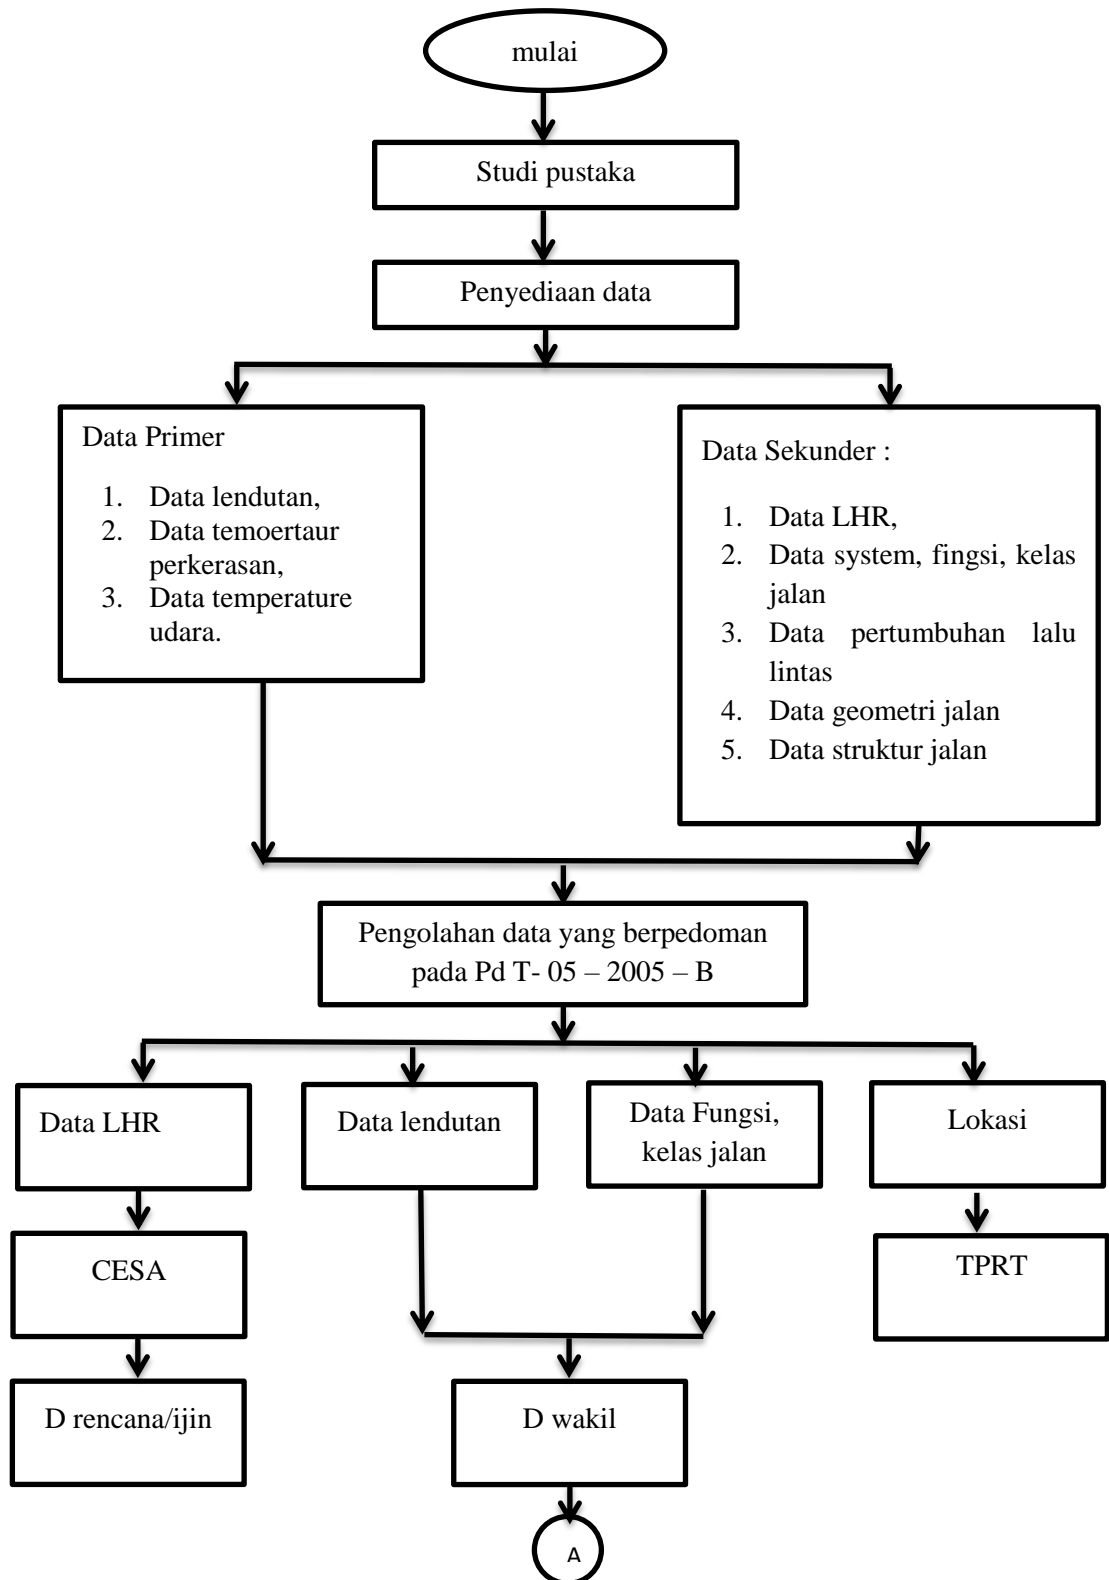 mulai
Studi pustaka
Penyediaan data
Data Primer
1. Data lendutan,
2. Data temoertaur
perkerasan,
3. Data temperature
udara.
Data Sekunder :
1. Data LHR,
2. Data system, fingsi, kelas
jalan
3. Data pertumbuhan lalu
lintas
4. Data geometri jalan
5. Data struktur jalan
Pengolahan data yang berpedoman
pada Pd T- 05 – 2005 – B
Data LHR
Data lendutan
Data Fungsi,
kelas jalan
Lokasi
CESA
TPRT
D rencana/ijin
D wakil
A